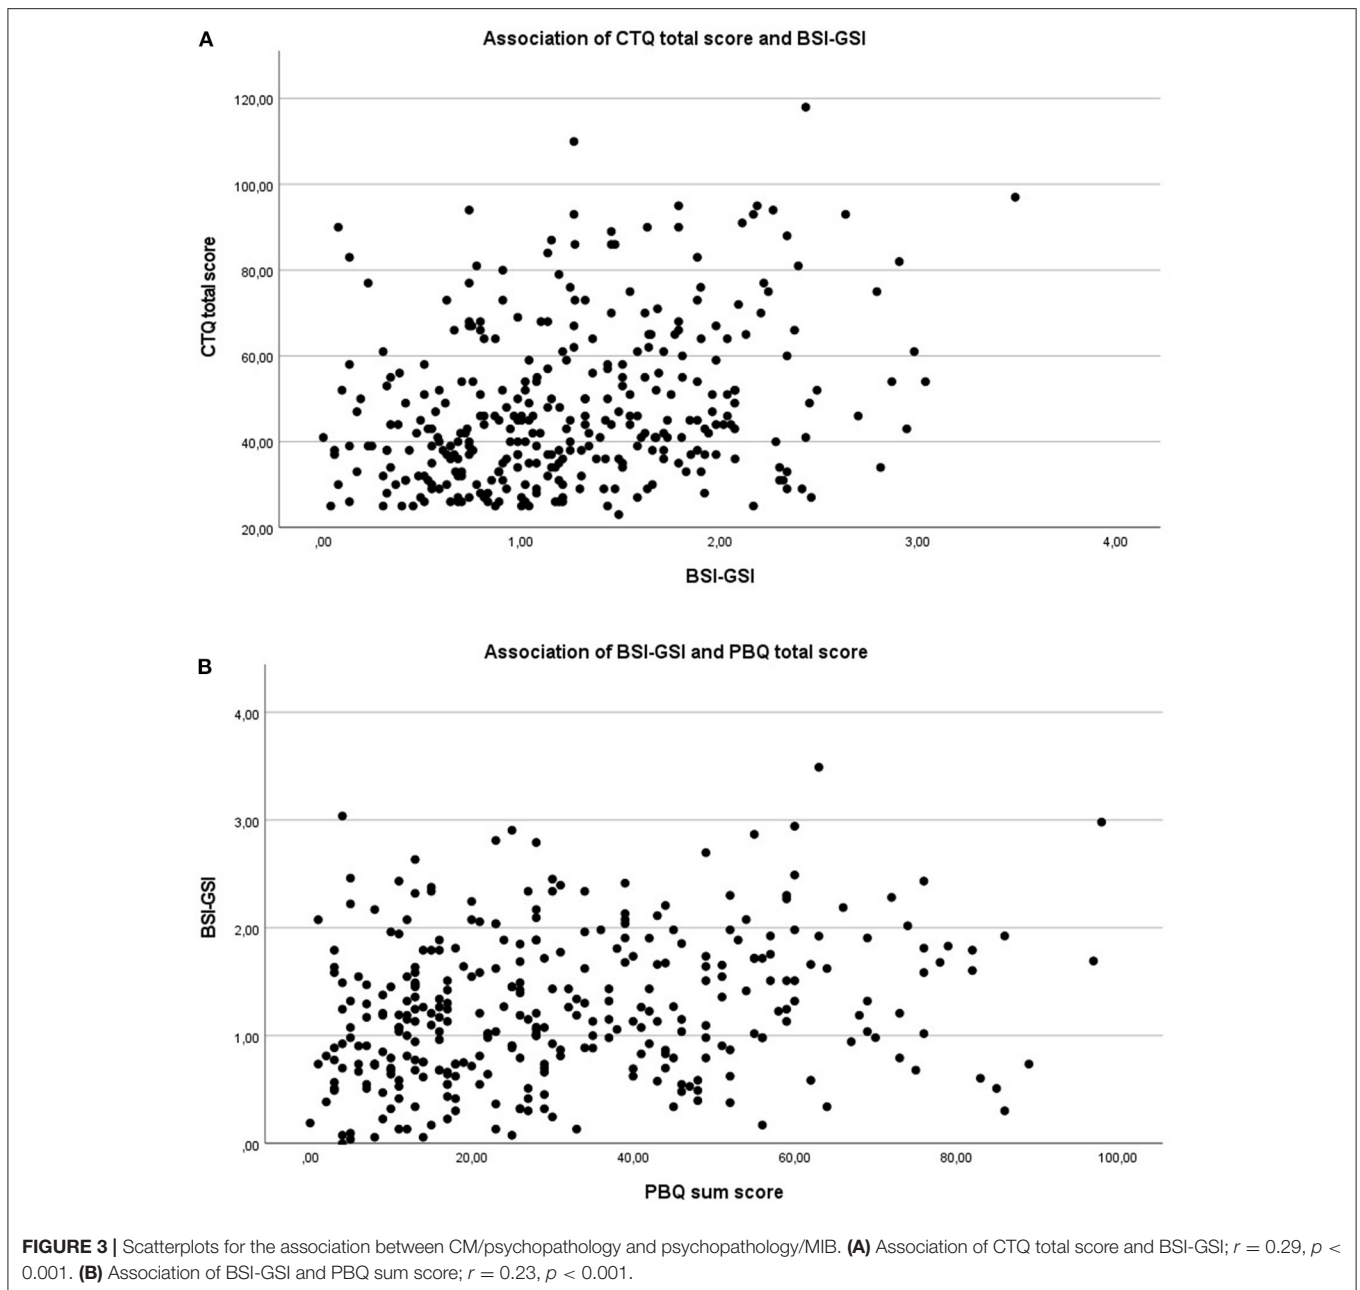 A
Association of CTQ total score and BSI-GSI
CTQ total score
120,00
100,00
80,00
60,00
40,00
20,00
,00 1,00 2,00 3,00 4,00
BSI-GSI
B
Association of BSI-GSI and PBQ total score
BSI-GSI
4,00
3,00
2,00
1,00
,00
,00 20,00 40,00 60,00 80,00 100,00
PBQ sum score
FIGURE 3 | Scatterplots for the association between CM/psychopathology and psychopathology/MIB. (A) Association of CTQ total score and BSI-GSI; r = 0.29, p <
0.001. (B) Association of BSI-GSI and PBQ sum score; r = 0.23, p < 0.001.